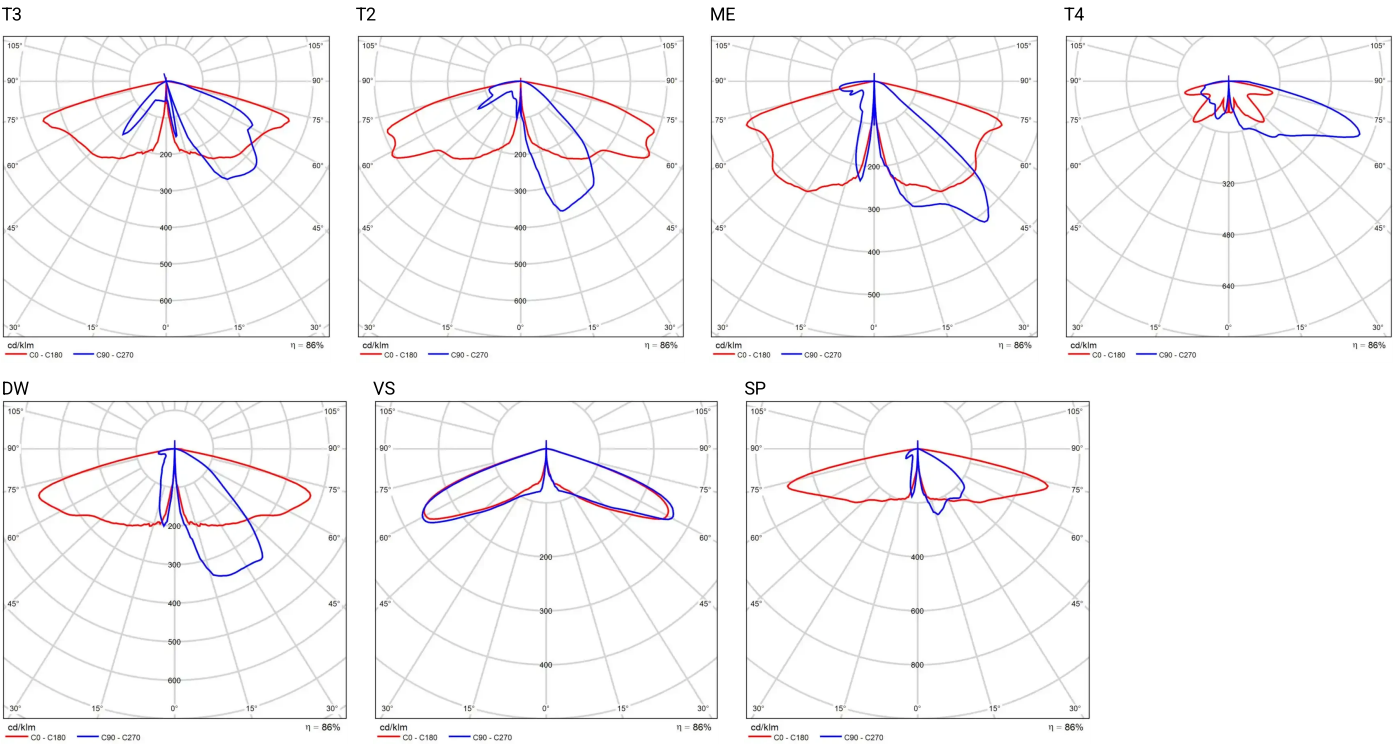 T3
T2
ME
T4
105° 105° 105° 105° 105° 105° 105° 105°
90° 90° 90° 90° 90° 90° 90° 90°
75° 75° 75° 75° 75° 75° 75° 75°
60° 60° 60° 60° 60° 60° 60° 60°
45° 45° 45° 45° 45° 45° 45° 45°
200 200 200 320
300 300 300 480
400 400 400 640
500 500 500
600 600
30° 15° 0° 15° 30° 30° 15° 0° 15° 30° 30° 15° 0° 15° 30° 30° 15° 0° 15° 30°
cd/klm η = 86% cd/klm η = 86% cd/klm η = 86% cd/klm η = 86%
C0 - C180 C90 - C270 C0 - C180 C90 - C270 C0 - C180 C90 - C270 C0 - C180 C90 - C270
DW
VS
SP
105° 105° 105° 105° 105° 105°
90° 90° 90° 90° 90° 90°
75° 75° 75° 75° 75° 75°
60° 60° 60° 60° 60° 60°
45° 45° 45° 45° 45° 45°
200 200 400
300 300 600
400 400 800
500
600
30° 15° 0° 15° 30° 30° 15° 0° 15° 30° 30° 15° 0° 15° 30°
cd/klm η = 86% cd/klm η = 86% cd/klm η = 86%
C0 - C180 C90 - C270 C0 - C180 C90 - C270 C0 - C180 C90 - C270